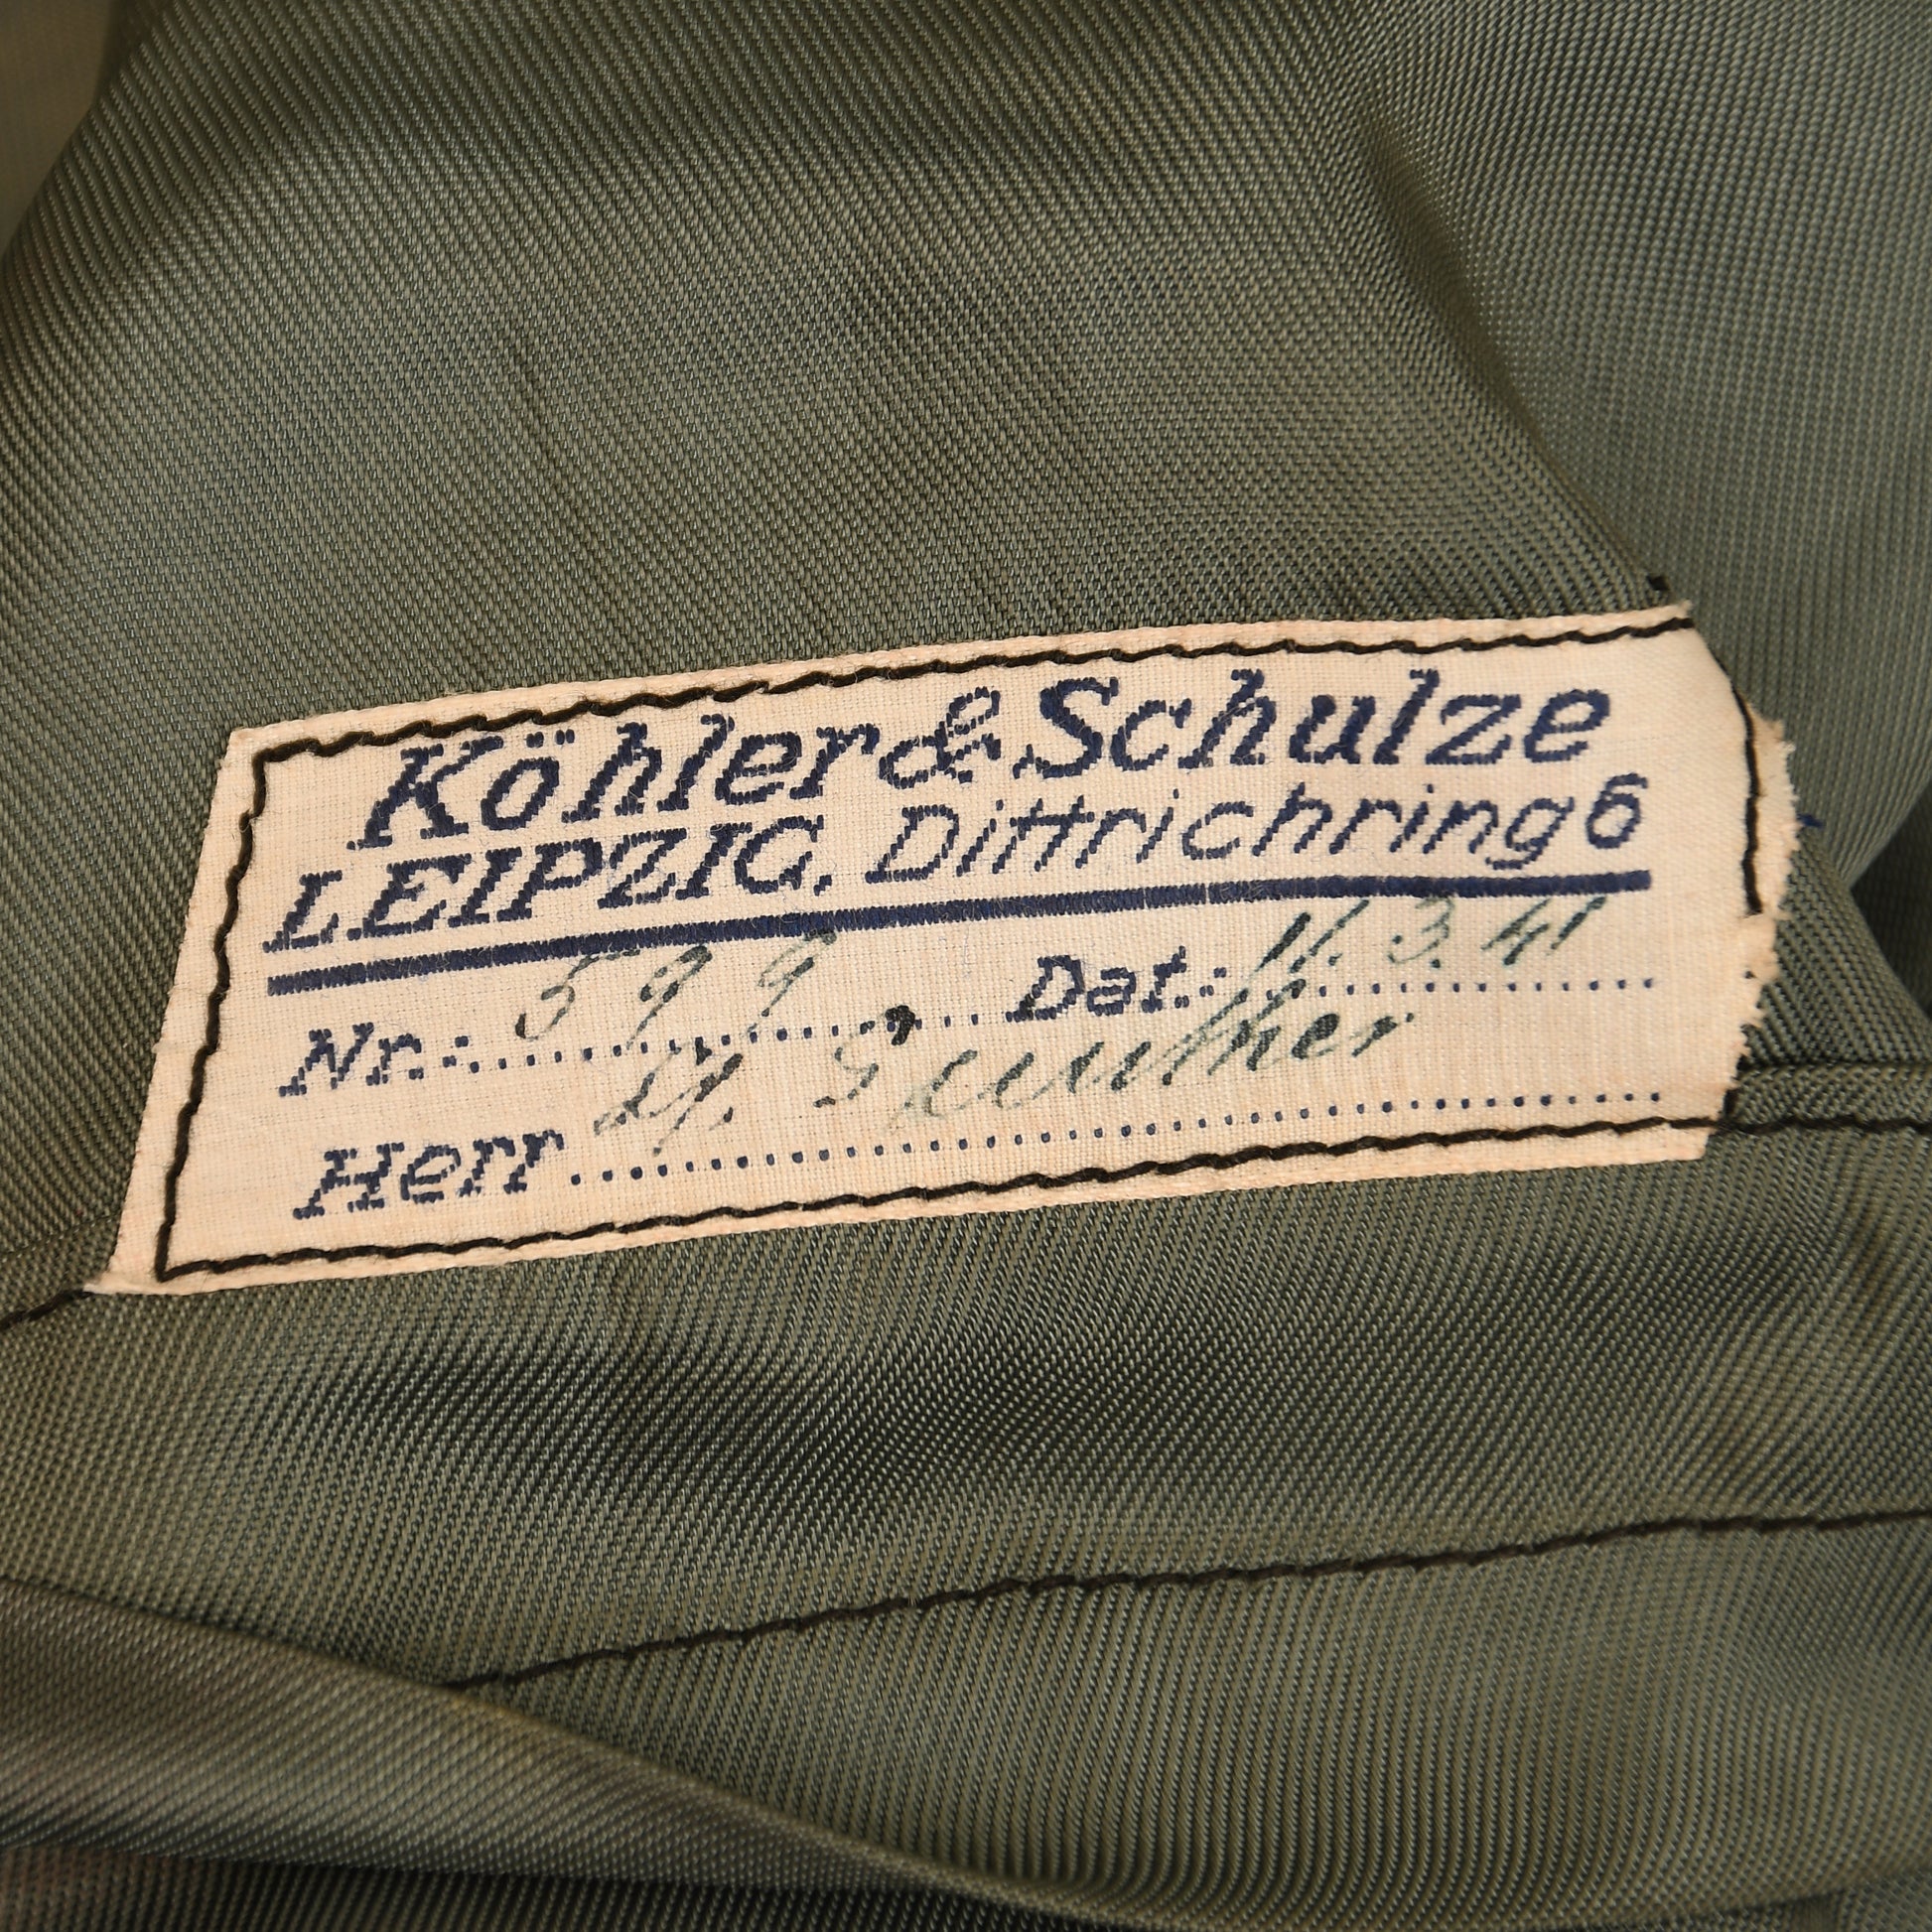 Köhler & Schulze
LEIPZIG, Dittrichring 6
Nr.: 599 Dat.: 11.3.41
Herr